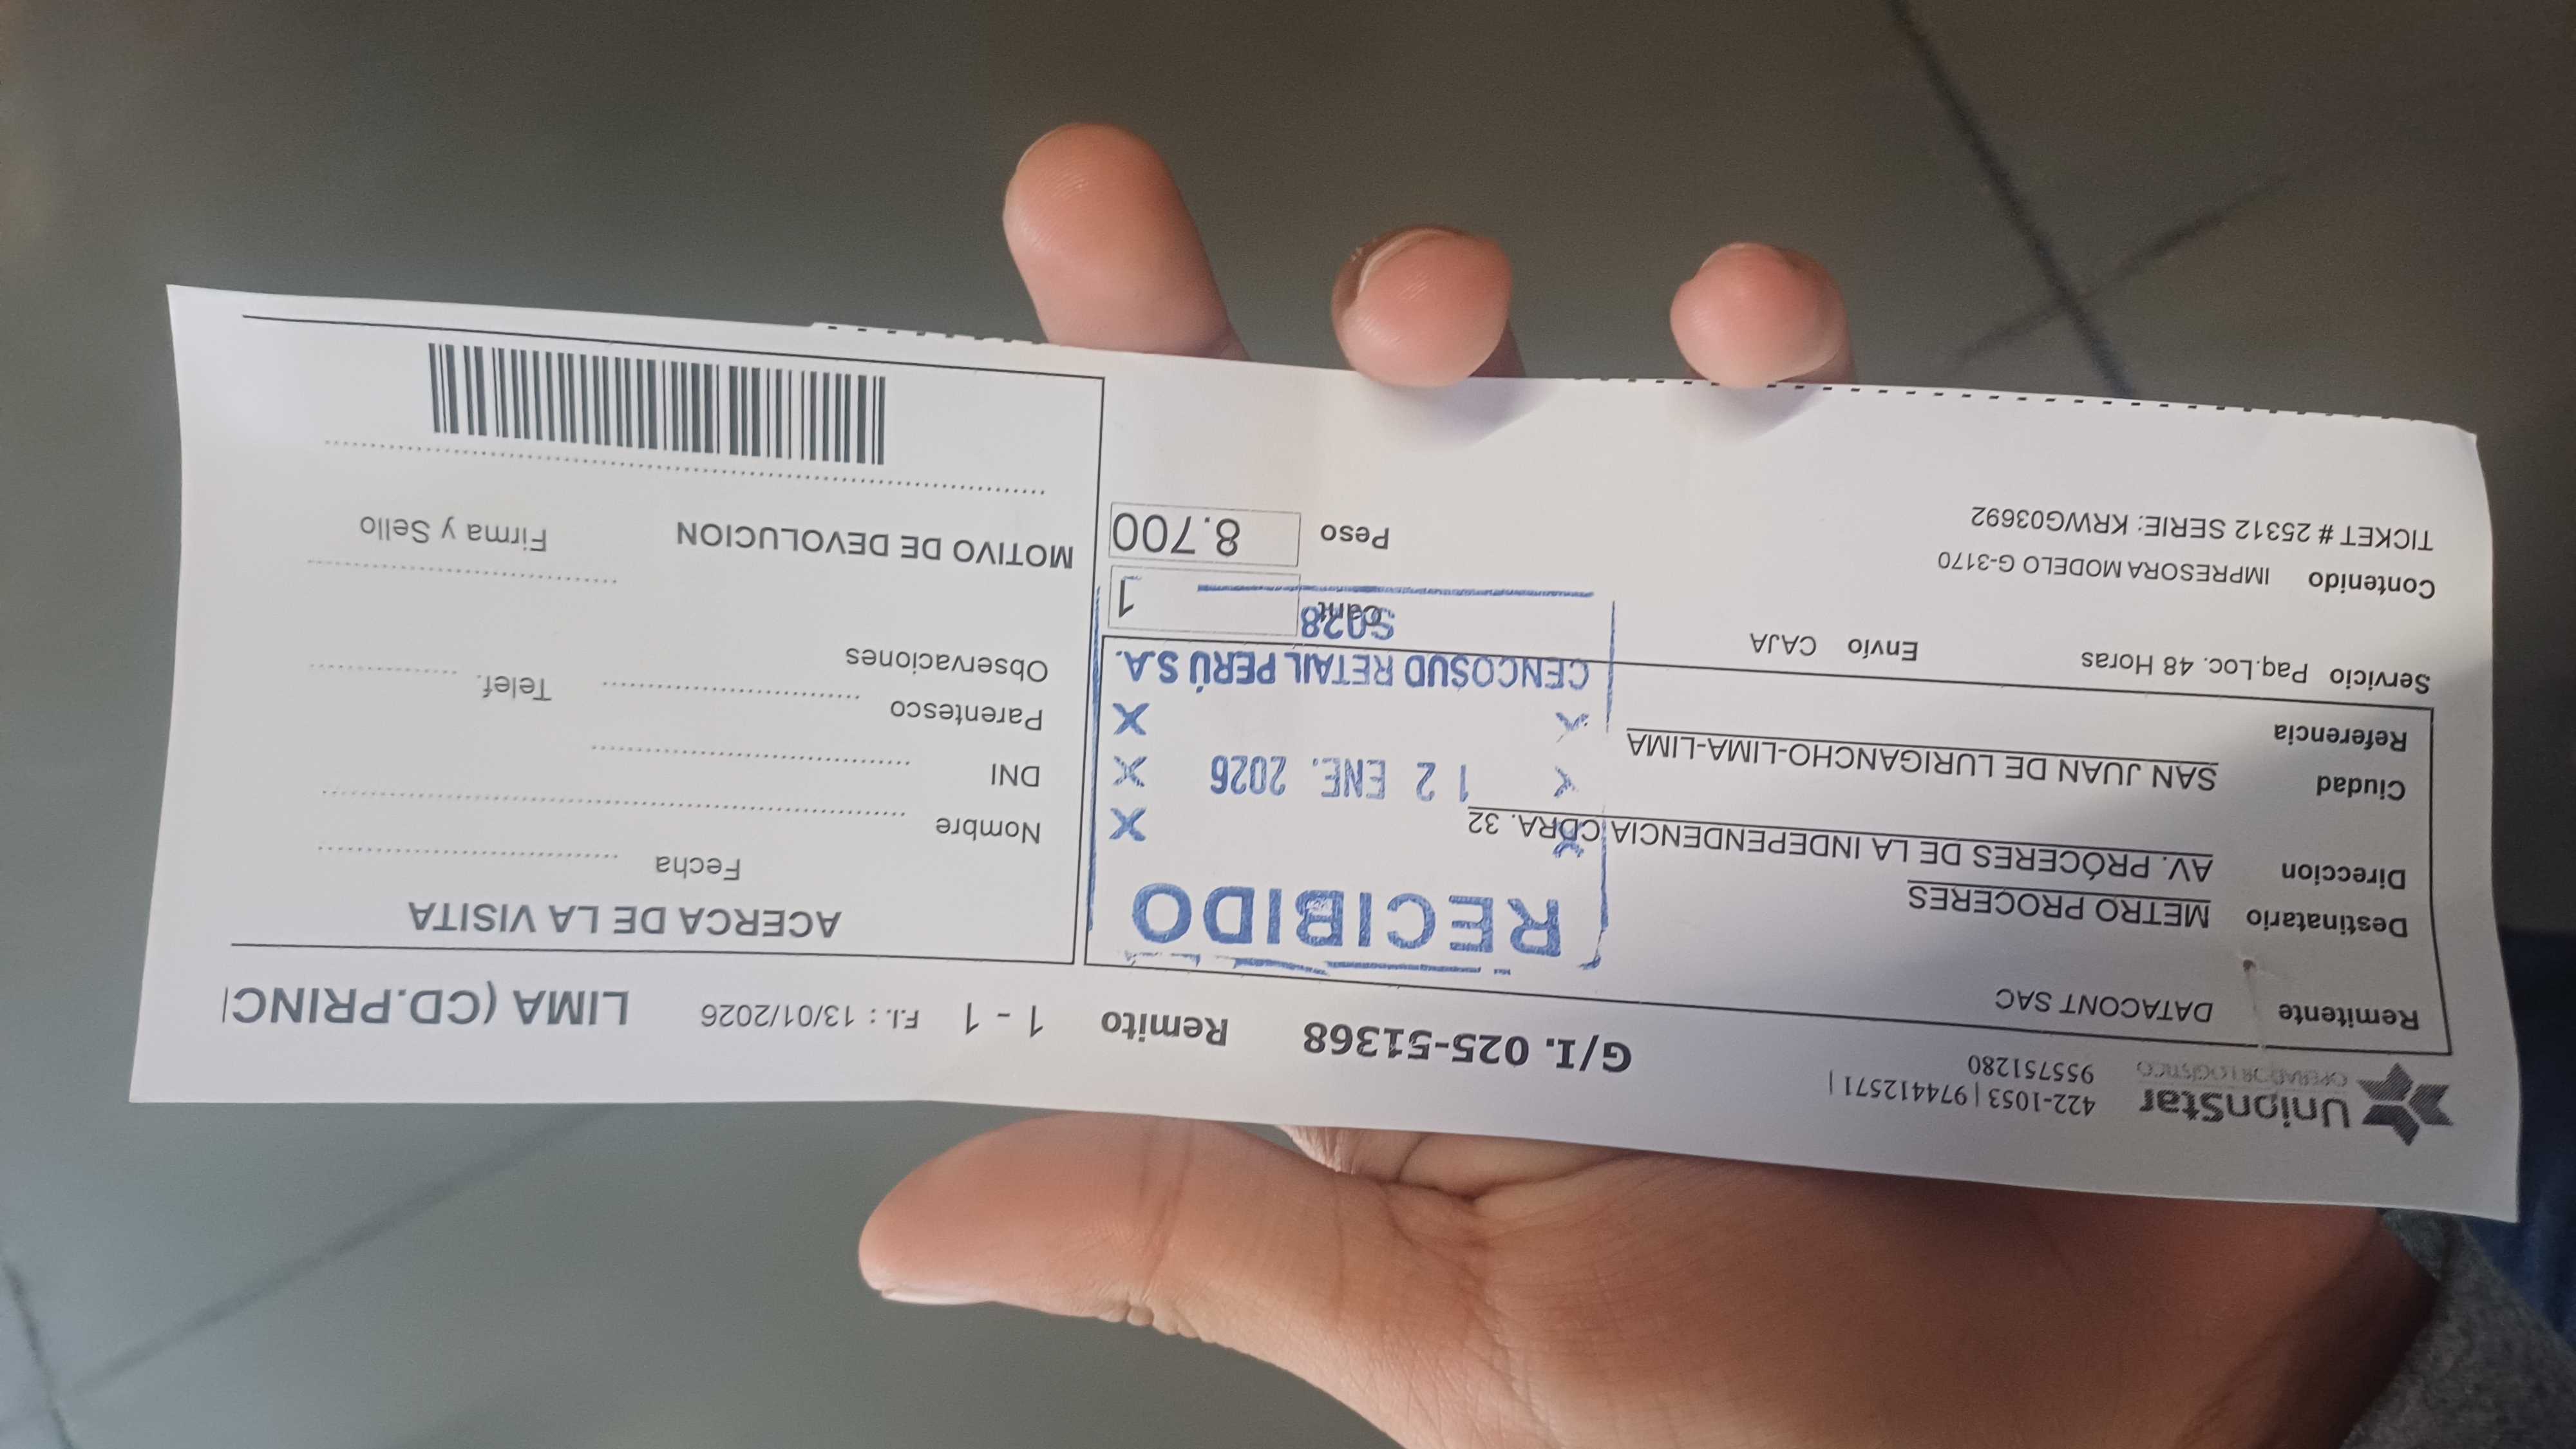 UnionStar
OPERADOR LOGÍSTICO
422-1053 | 974412571 |
955751280
G/I. 025-51368 Remito 1 - 1 F.I. : 13/01/2026 LIMA (CD.PRINC
Remitente DATACONT SAC
Destinatario METRO PROCERES
Direccion AV. PRÓCERES DE LA INDEPENDENCIA CDRA. 32
Ciudad SAN JUAN DE LURIGANCHO-LIMA-LIMA
Referencia
Servicio Paq.Loc. 48 Horas Envío CAJA
Cant 1
Contenido IMPRESORA MODELO G-3170
TICKET # 25312 SERIE: KRWG03692
Peso 8.700
RECIBIDO
X X
12 ENE. 2026
X X
X X
CENCOSUD RETAIL PERÚ S.A.
S028
ACERCA DE LA VISITA
Fecha
Nombre
DNI
Parentesco Telef.
Observaciones
MOTIVO DE DEVOLUCION Firma y Sello